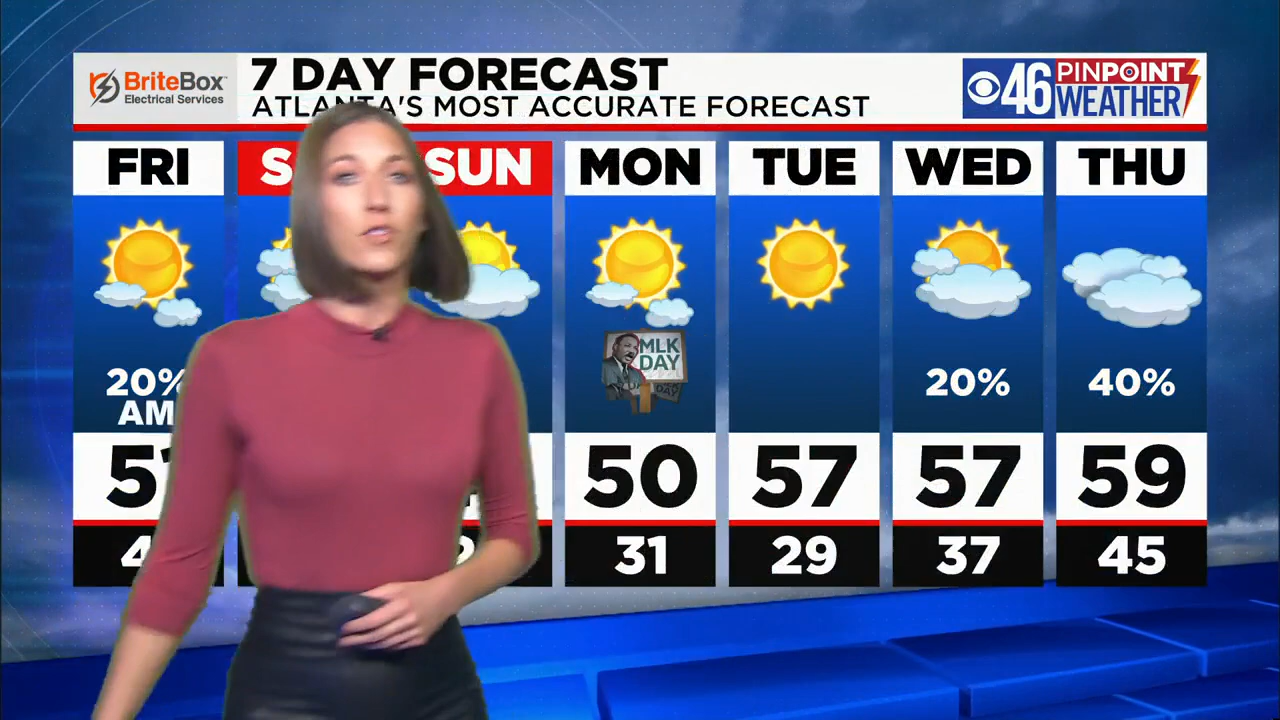 BriteBox
Electrical Services
7 DAY FORECAST
ATLANTA'S MOST ACCURATE FORECAST
46 PINPOINT WEATHER
FRI
SUN
MON
TUE
WED
THU
MLK
DAY
20%
AM
20%
40%
50
57
57
59
31
29
37
45